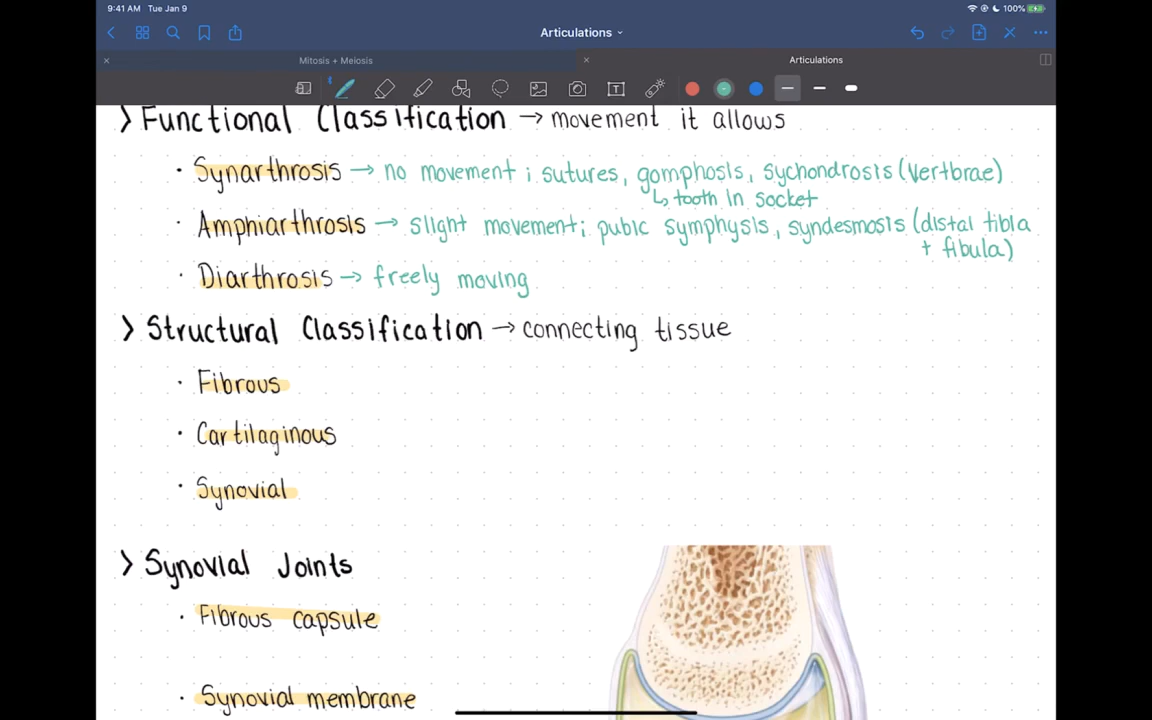 9:41 AM Tue Jan 9
100%
Articulations
Mitosis + Meiosis
Articulations
> Functional Classification → movement it allows
· Synarthrosis → no movement ; sutures, gomphosis, sychondrosis (vertbrae)
↳ tooth in socket
· Amphiarthrosis → slight movement; pubic symphysis, syndesmosis (distal tibia
+ fibula)
· Diarthrosis → freely moving
> Structural Classification → connecting tissue
· Fibrous
· Cartilaginous
· Synovial
> Synovial Joints
· Fibrous capsule
· Synovial membrane